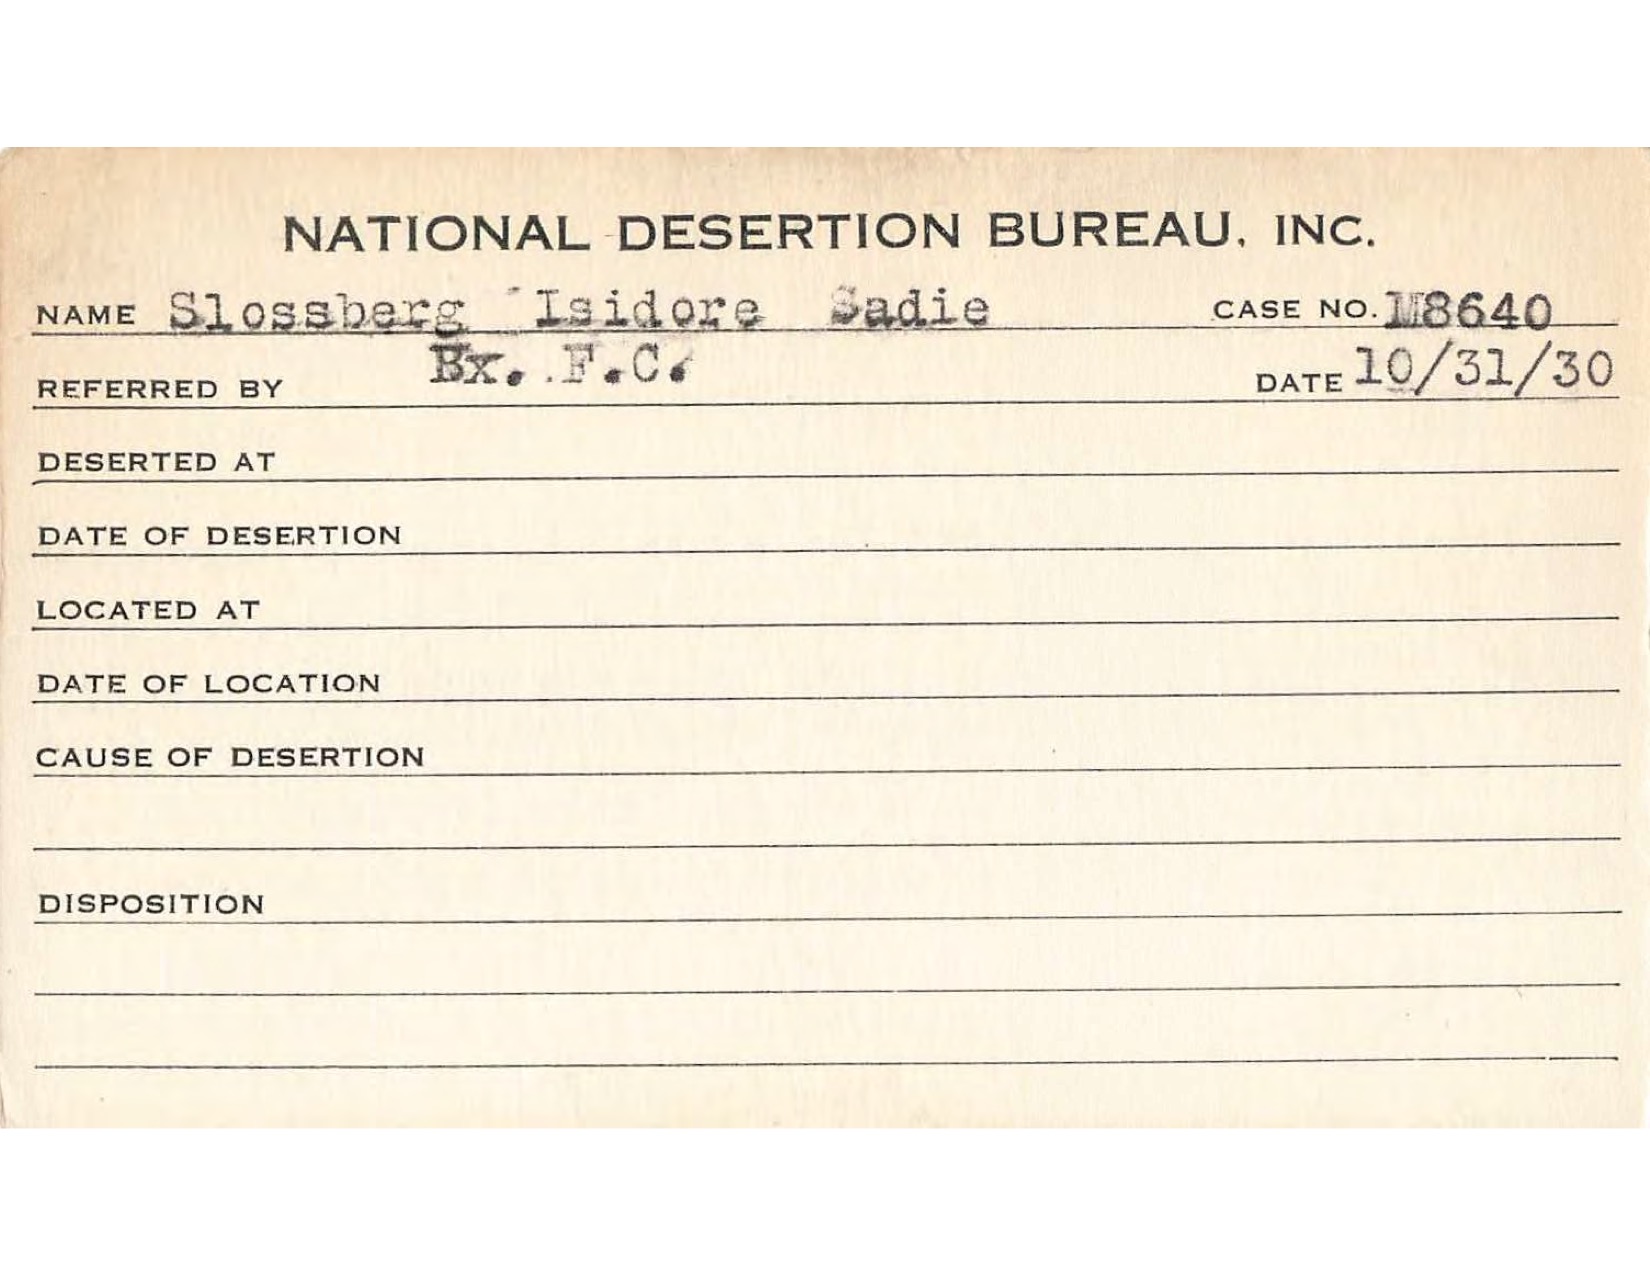 NATIONAL DESERTION BUREAU, INC.
NAME Slossberg Isidore Sadie CASE NO. M8640
REFERRED BY Bx. F.C. DATE 10/31/30
DESERTED AT
DATE OF DESERTION
LOCATED AT
DATE OF LOCATION
CAUSE OF DESERTION
DISPOSITION